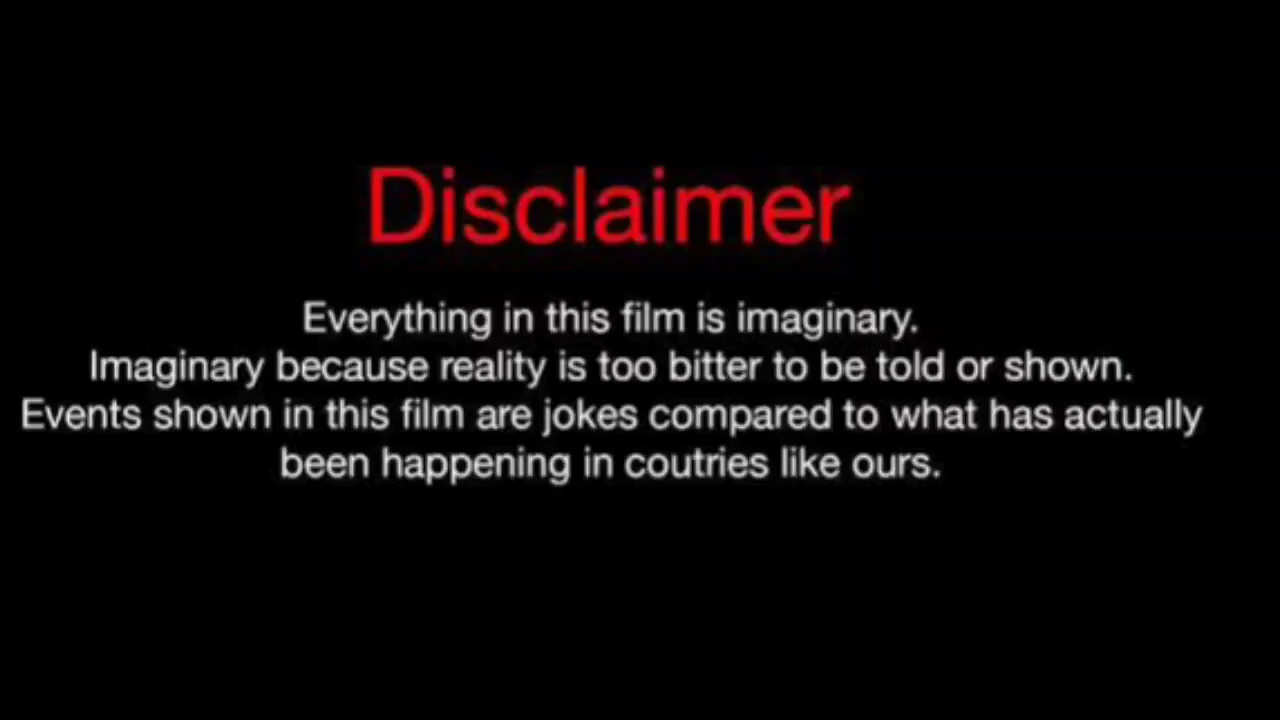 Disclaimer
Everything in this film is imaginary.
Imaginary because reality is too bitter to be told or shown.
Events shown in this film are jokes compared to what has actually
been happening in coutries like ours.